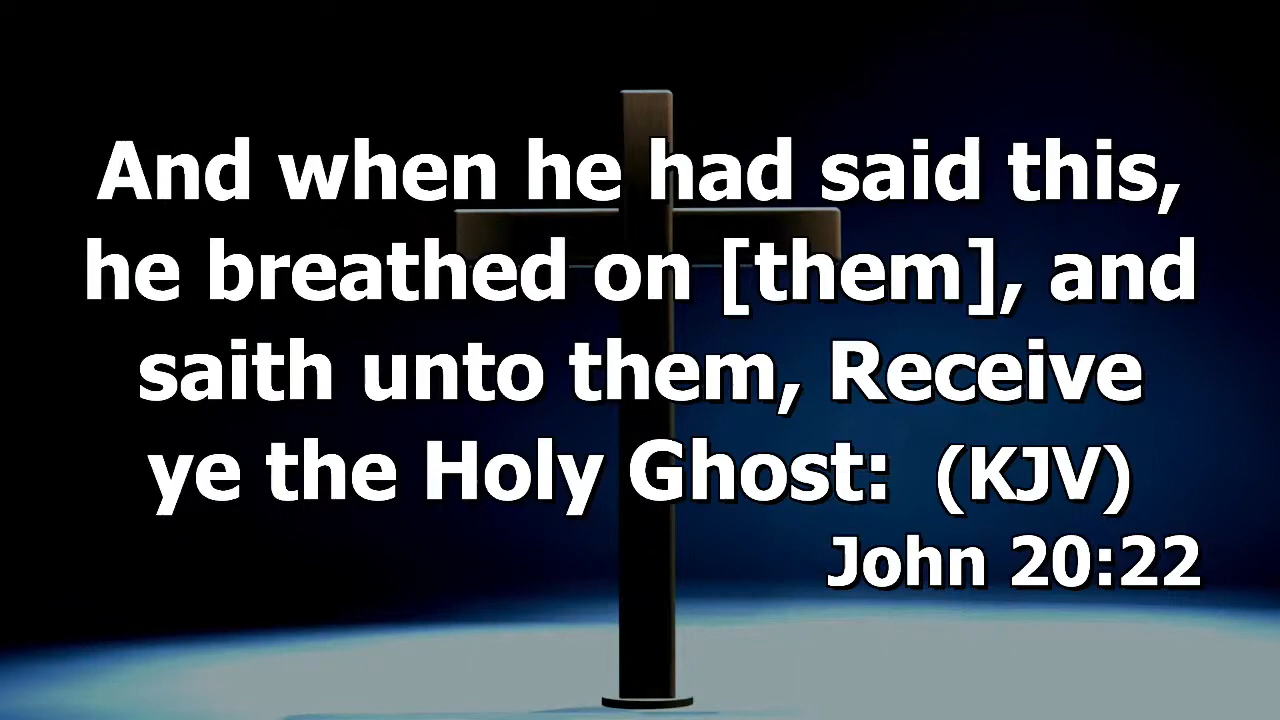 And when he had said this,
he breathed on [them], and
saith unto them, Receive
ye the Holy Ghost:  (KJV)
John 20:22